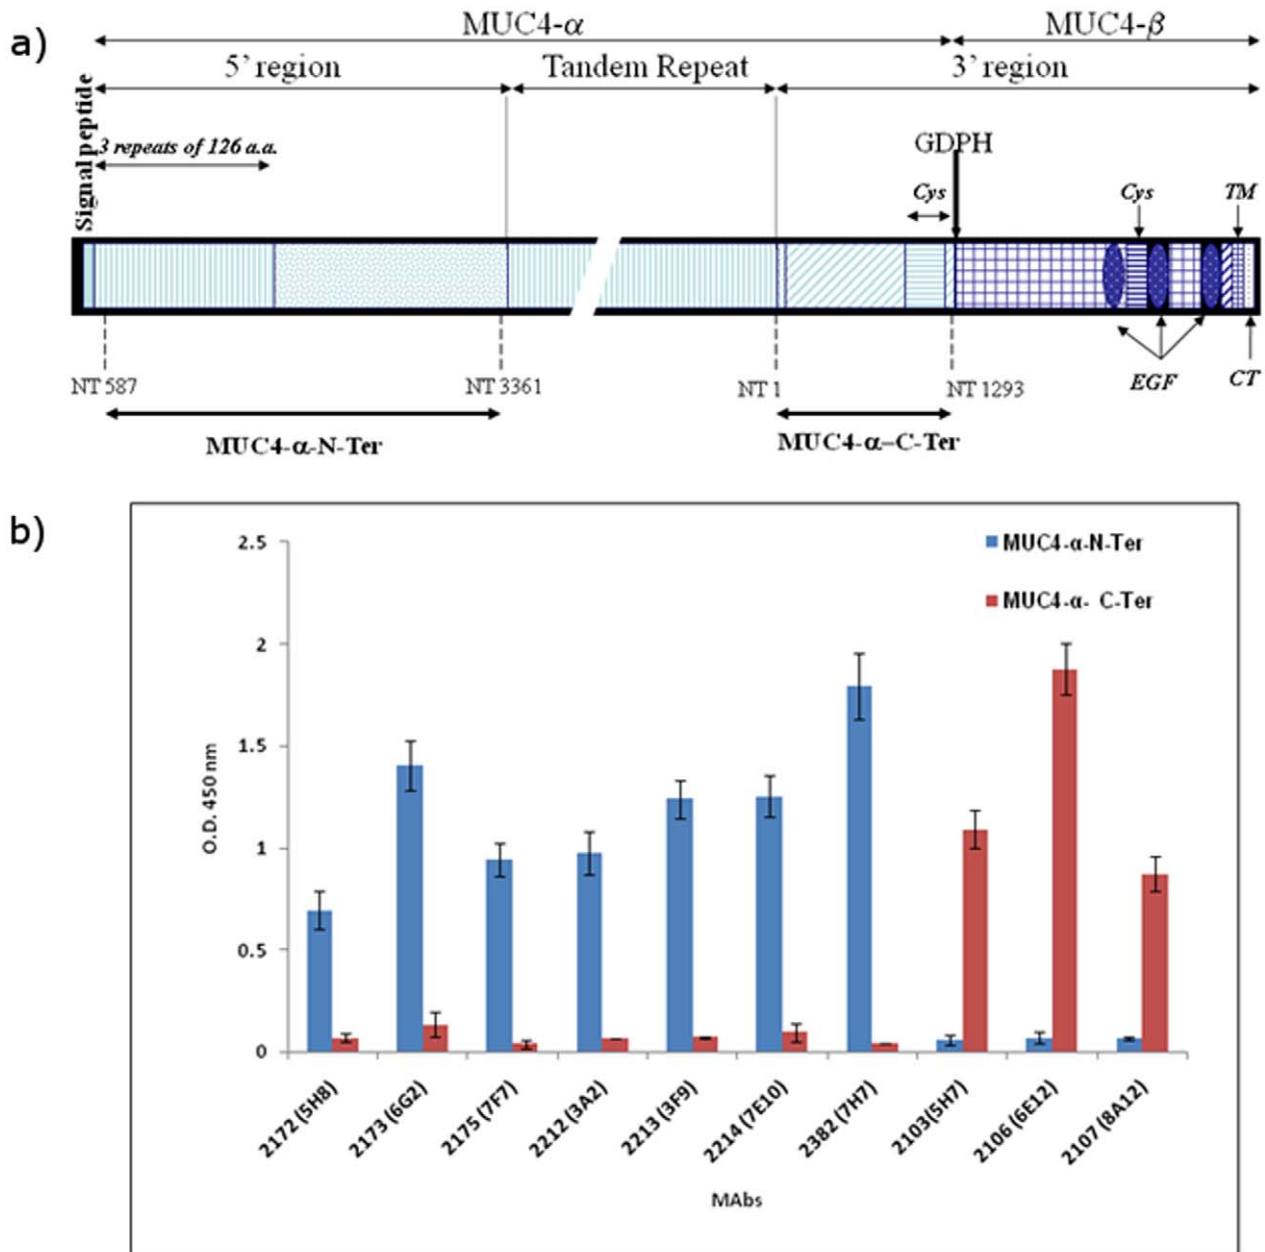 a)
MUC4-α MUC4-β
5’ region Tandem Repeat 3’ region
Signal peptide
3 repeats of 126 a.a.
GDPH
Cys Cys TM
NT 587 NT 3361 NT 1 NT 1293 EGF CT
MUC4-α-N-Ter MUC4-α–C-Ter
b)
MUC4-α-N-Ter
MUC4-α- C-Ter
2.5
2
1.5
1
0.5
0
O.D. 450 nm
2172 (5H8) 2173 (6G2) 2175 (7F7) 2212 (3A2) 2213 (3F9) 2214 (7E10) 2382 (7H7) 2103(5H7) 2106 (6E12) 2107 (8A12)
MAbs